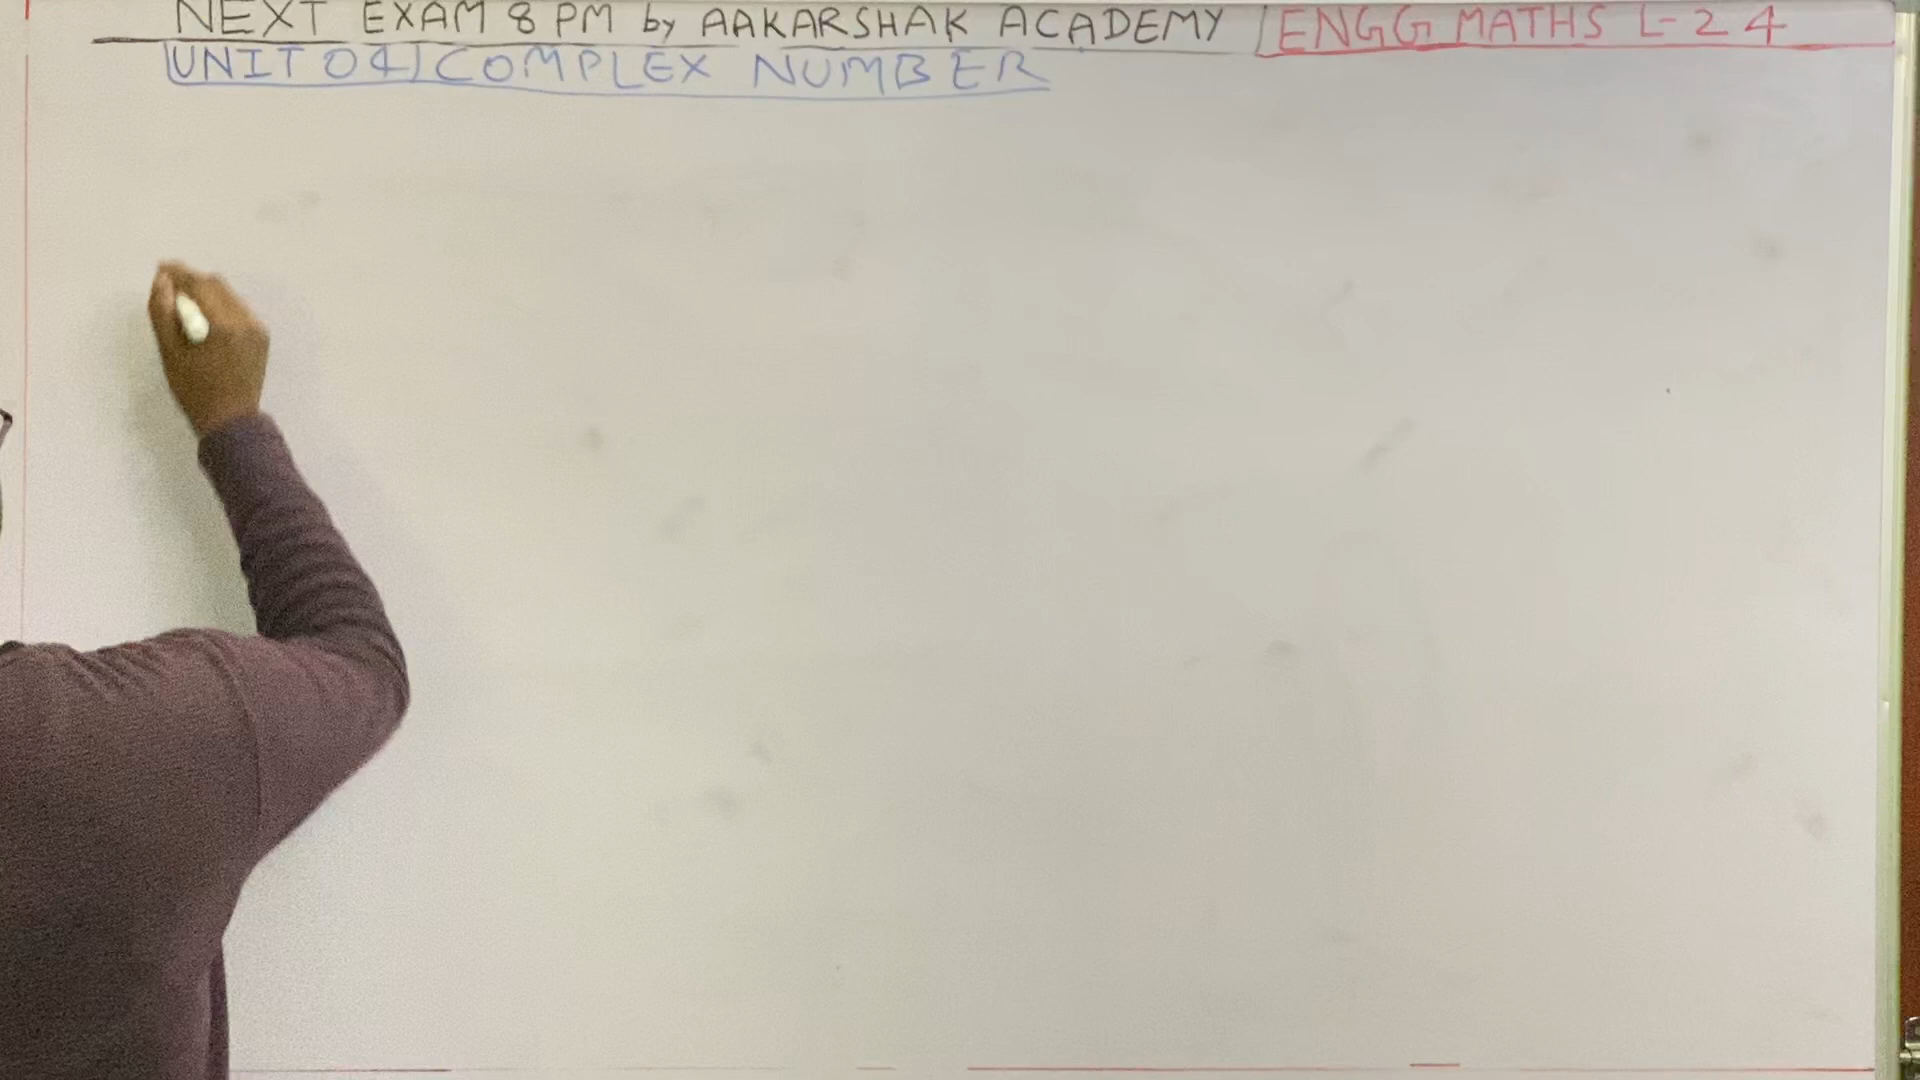 NEXT EXAM 8 PM by AAKARSHAK ACADEMY ENGG MATHS L-24
UNIT 04 COMPLEX NUMBER